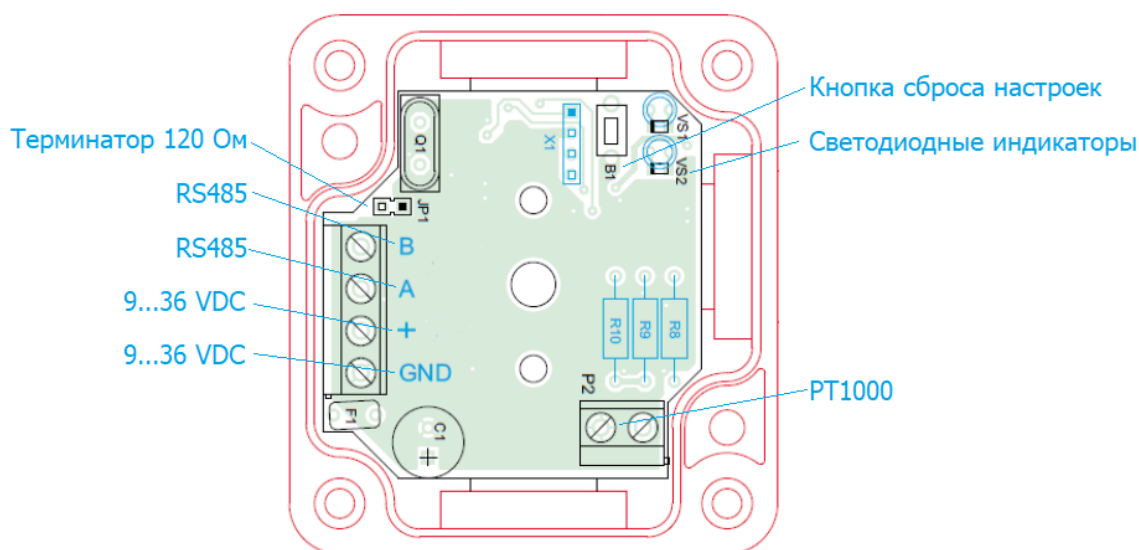 Терминатор 120 Ом
RS485
RS485
9...36 VDC
9...36 VDC
Q1
JP1
B
A
+
GND
F1
C1
+
X1
B1
VS1
VS2
R10
R9
R8
P2
Кнопка сброса настроек
Светодиодные индикаторы
PT1000